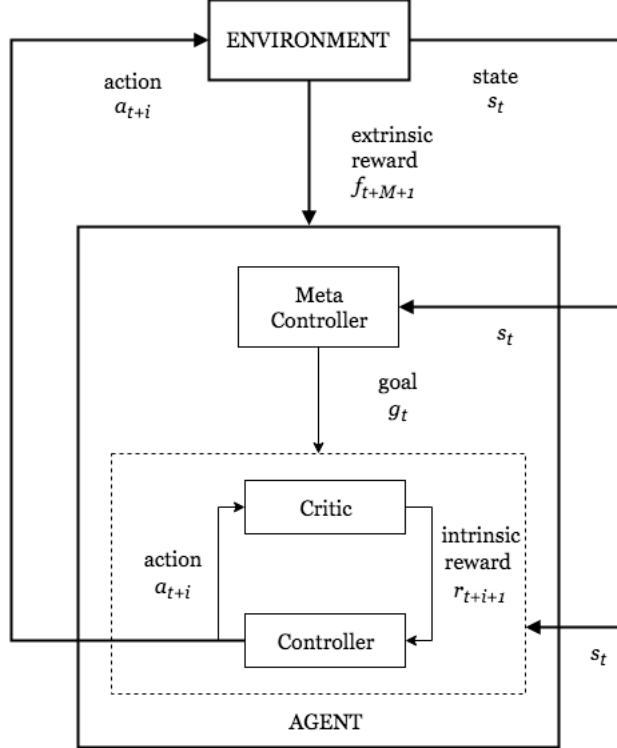 ENVIRONMENT
action
a_{t+i}
state
s_t
extrinsic
reward
f_{t+M+1}
Meta
Controller
s_t
goal
g_t
Critic
action
a_{t+i}
intrinsic
reward
r_{t+i+1}
Controller
s_t
AGENT